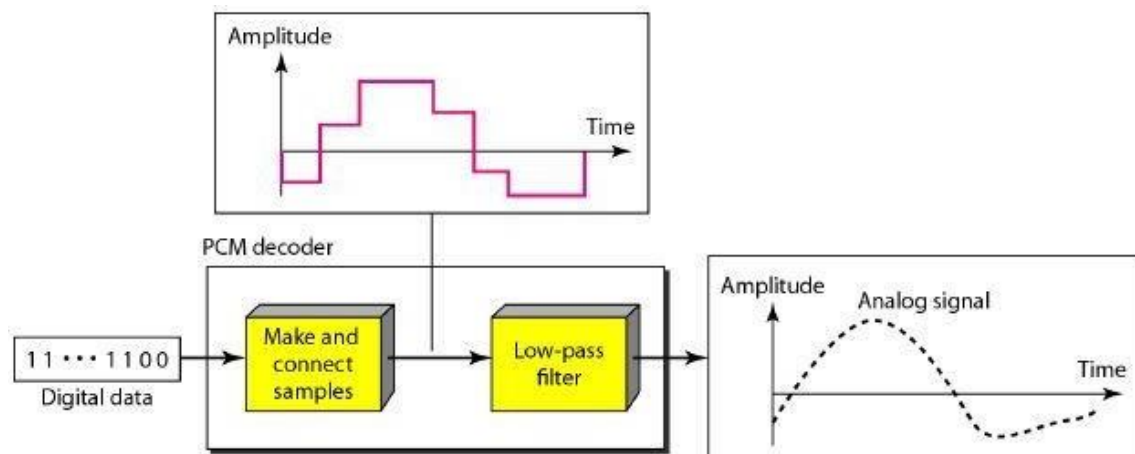 Amplitude
Time
PCM decoder
Make and
connect
samples
Low-pass
filter
11 ••• 1100
Digital data
Amplitude
Analog signal
Time